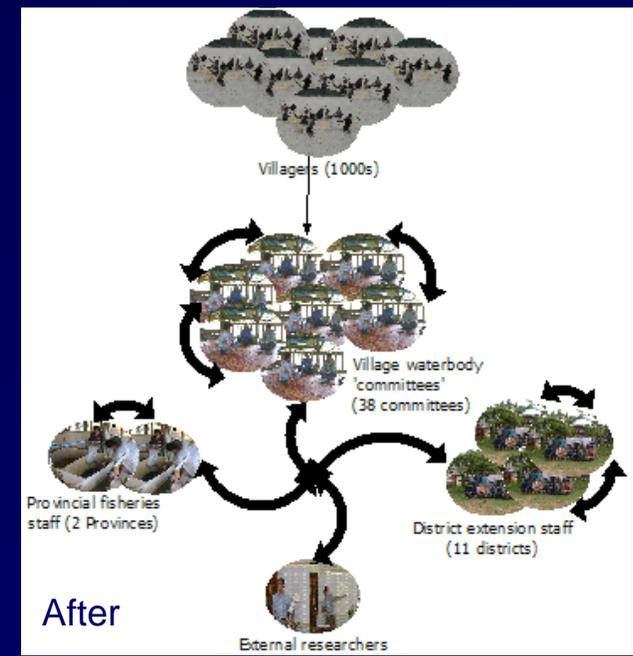 Villagers (1000s)
Village waterbody
'committees'
(38 committees)
Provincial fisheries
staff (2 Provinces)
District extension staff
(11 districts)
After
External researchers